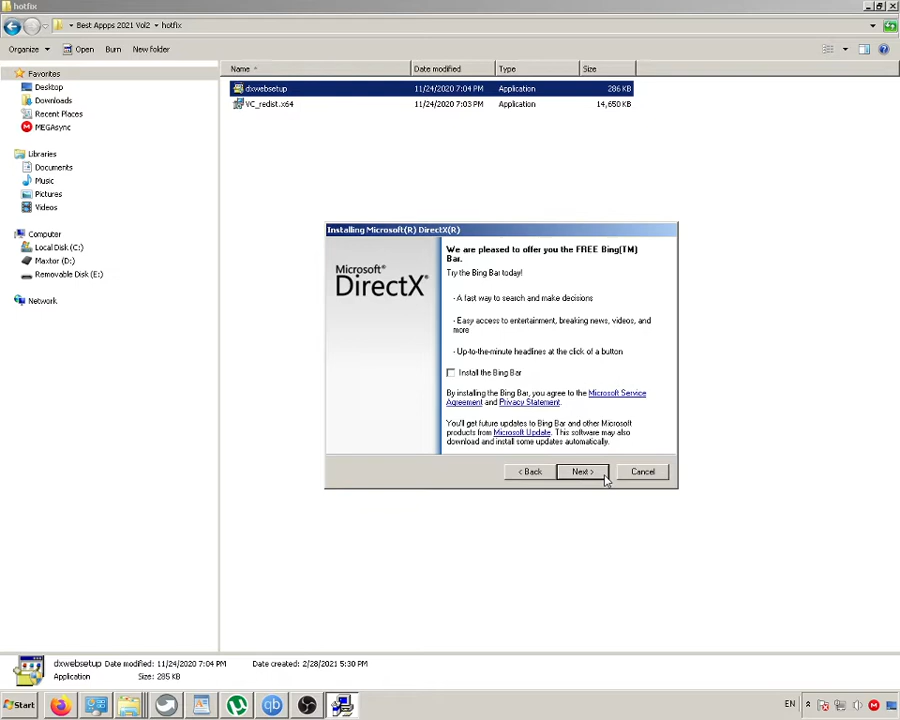 hotfix
Best Appps 2021 Vol2 hotfix
Organize Open Burn New folder
Name Date modified Type Size
Favorites
Desktop
Downloads
Recent Places
MEGAsync
Libraries
Documents
Music
Pictures
Videos
Computer
Local Disk (C:)
Maxtor (D:)
Removable Disk (E:)
Network
dxwebsetup 11/24/2020 7:04 PM Application 286 KB
VC_redist.x64 11/24/2020 7:03 PM Application 14,650 KB
Installing Microsoft(R) DirectX(R)
Microsoft®
DirectX®
We are pleased to offer you the FREE Bing(TM)
Bar.
Try the Bing Bar today!
- A fast way to search and make decisions
- Easy access to entertainment, breaking news, videos, and
more
- Up-to-the-minute headlines at the click of a button
Install the Bing Bar
By installing the Bing Bar, you agree to the Microsoft Service
Agreement and Privacy Statement.
You'll get future updates to Bing Bar and other Microsoft
products from Microsoft Update. This software may also
download and install some updates automatically.
< Back Next > Cancel
dxwebsetup Date modified: 11/24/2020 7:04 PM Date created: 2/28/2021 5:30 PM
Application Size: 285 KB
Start EN